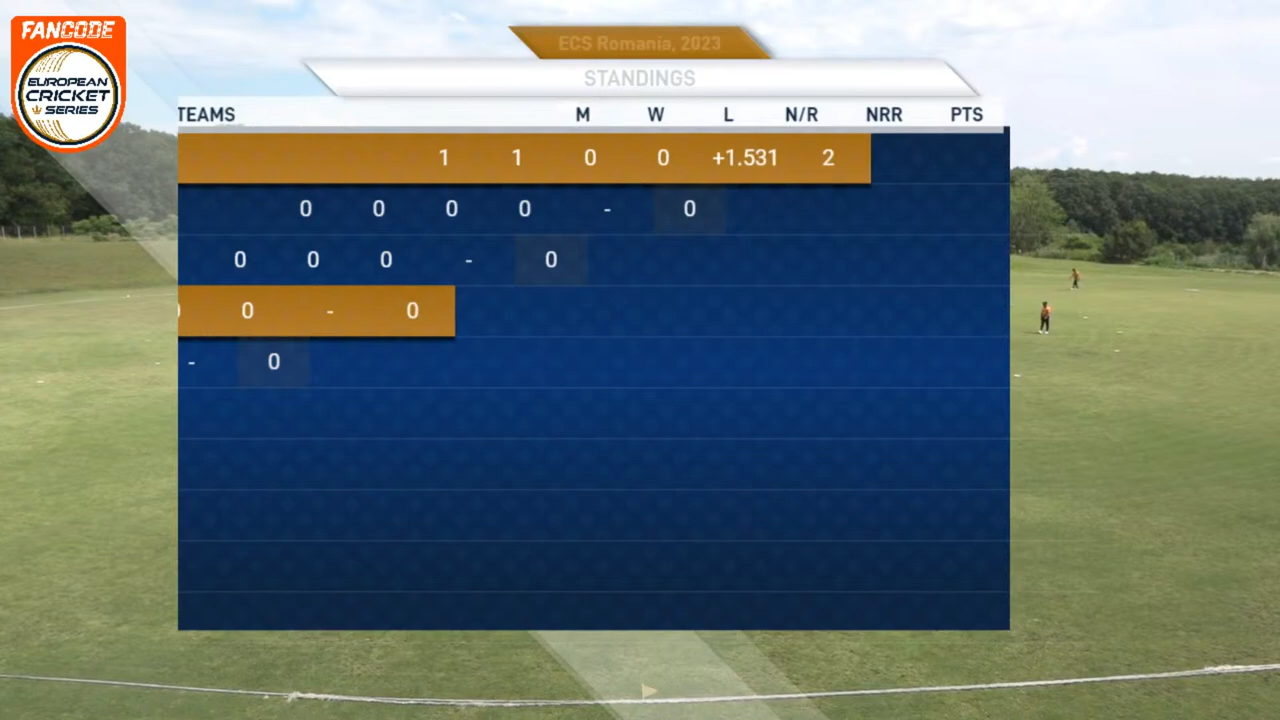 FANCODE
EUROPEAN
CRICKET
SERIES
ECS Romania, 2023
STANDINGS
TEAMS M W L N/R NRR PTS
1 1 0 0 +1.531 2
0 0 0 0 - 0
0 0 0 - 0
0 - 0
- 0